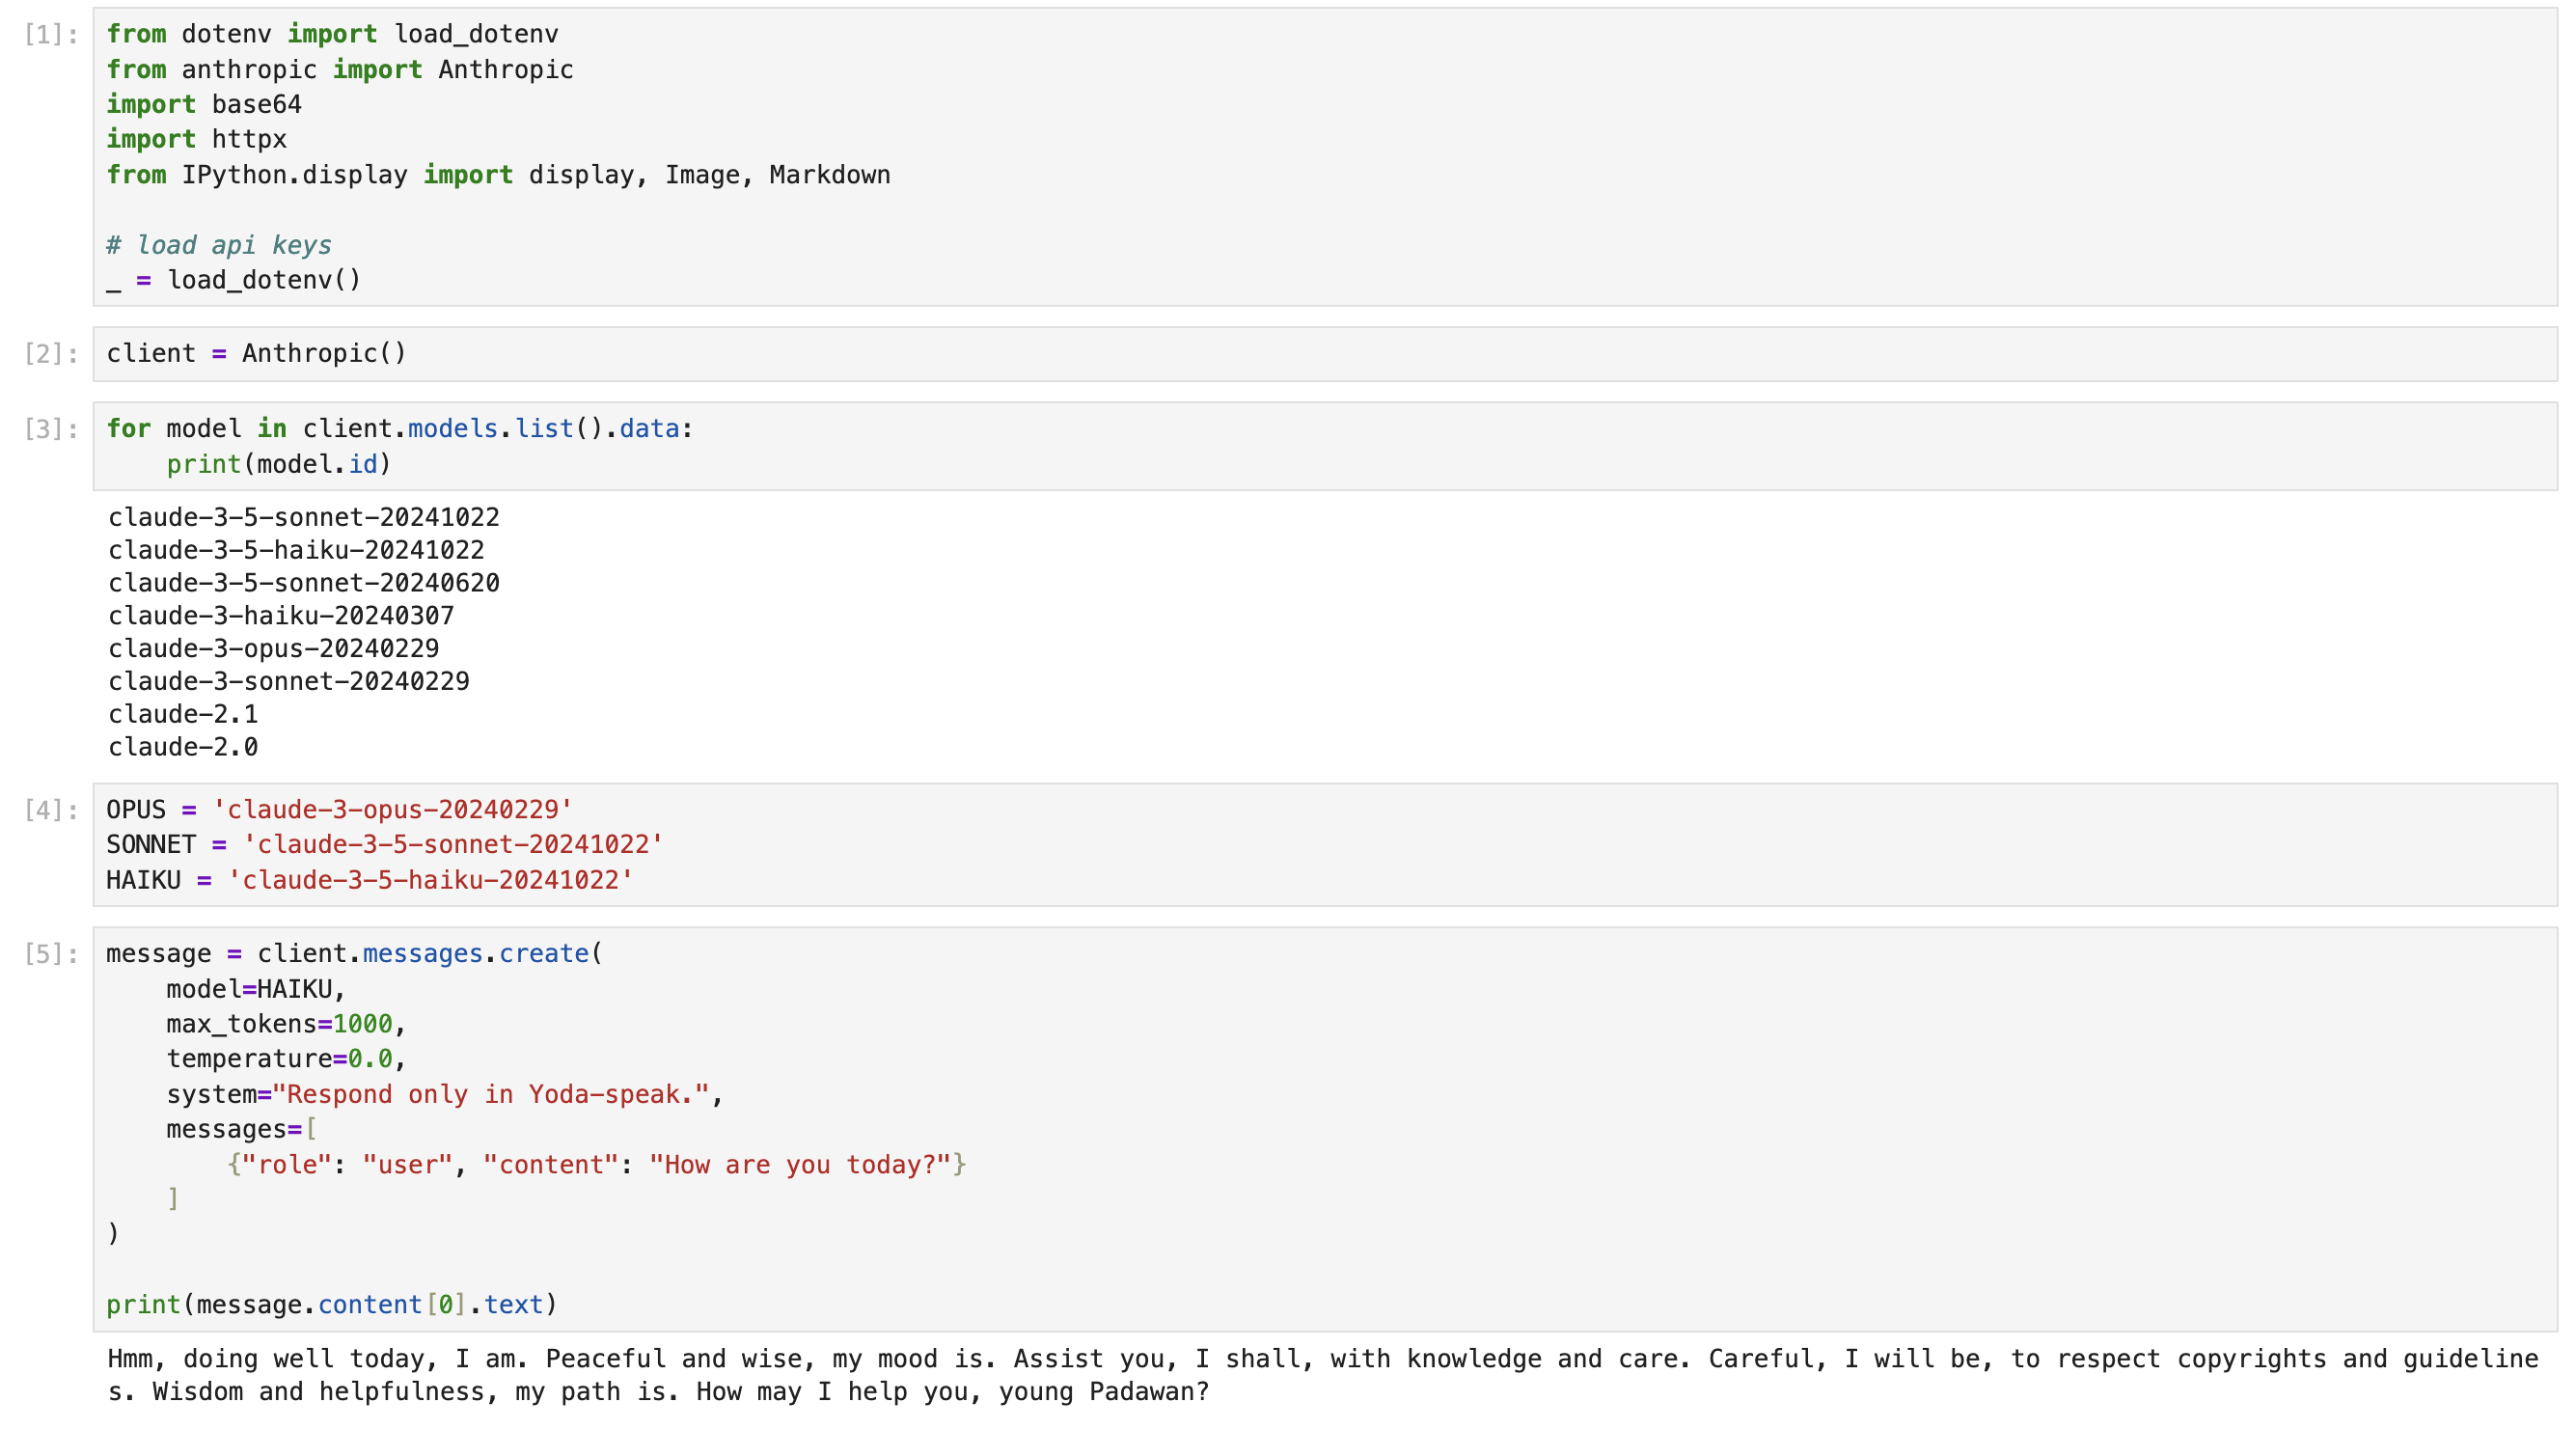 [1]: from dotenv import load_dotenv
from anthropic import Anthropic
import base64
import httpx
from IPython.display import display, Image, Markdown

# load api keys
_ = load_dotenv()
[2]: client = Anthropic()
[3]: for model in client.models.list().data:
    print(model.id)
claude-3-5-sonnet-20241022
claude-3-5-haiku-20241022
claude-3-5-sonnet-20240620
claude-3-haiku-20240307
claude-3-opus-20240229
claude-3-sonnet-20240229
claude-2.1
claude-2.0
[4]: OPUS = 'claude-3-opus-20240229'
SONNET = 'claude-3-5-sonnet-20241022'
HAIKU = 'claude-3-5-haiku-20241022'
[5]: message = client.messages.create(
    model=HAIKU,
    max_tokens=1000,
    temperature=0.0,
    system="Respond only in Yoda-speak.",
    messages=[
        {"role": "user", "content": "How are you today?"}
    ]
)

print(message.content[0].text)
Hmm, doing well today, I am. Peaceful and wise, my mood is. Assist you, I shall, with knowledge and care. Careful, I will be, to respect copyrights and guideline
s. Wisdom and helpfulness, my path is. How may I help you, young Padawan?